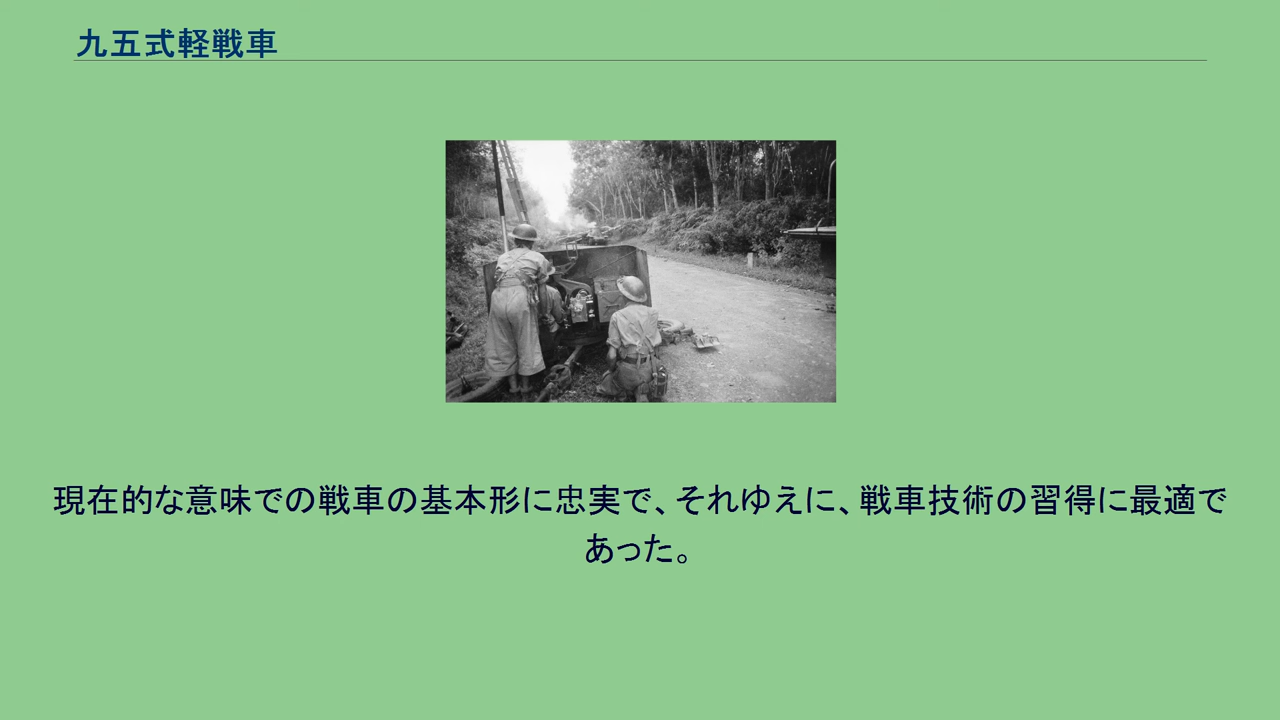 九五式軽戦車
現在的な意味での戦車の基本形に忠実で、それゆえに、戦車技術の習得に最適で
あった。